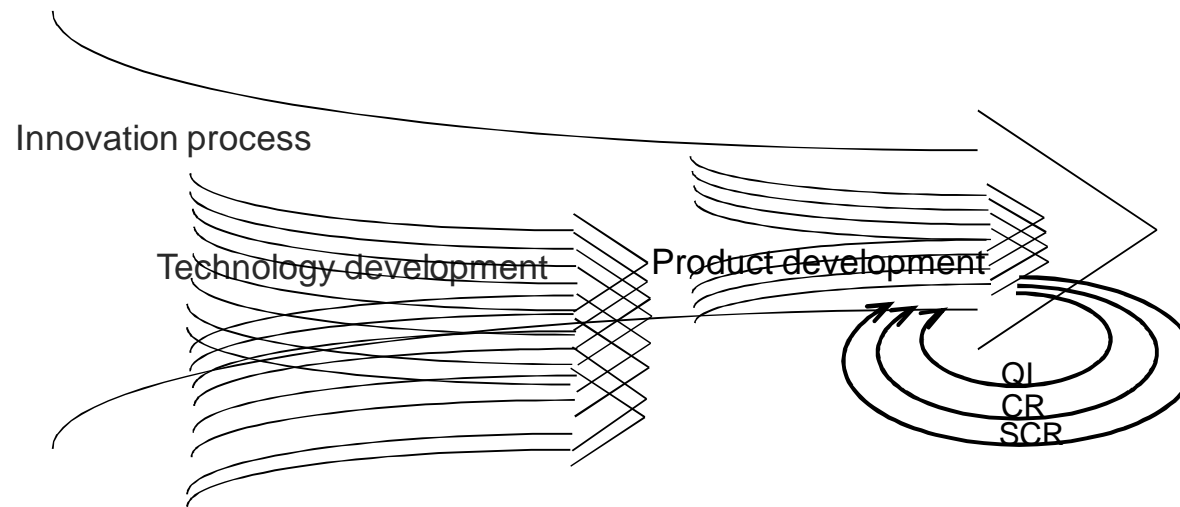 Innovation process
Technology development
Product development
QI
CR
SCR